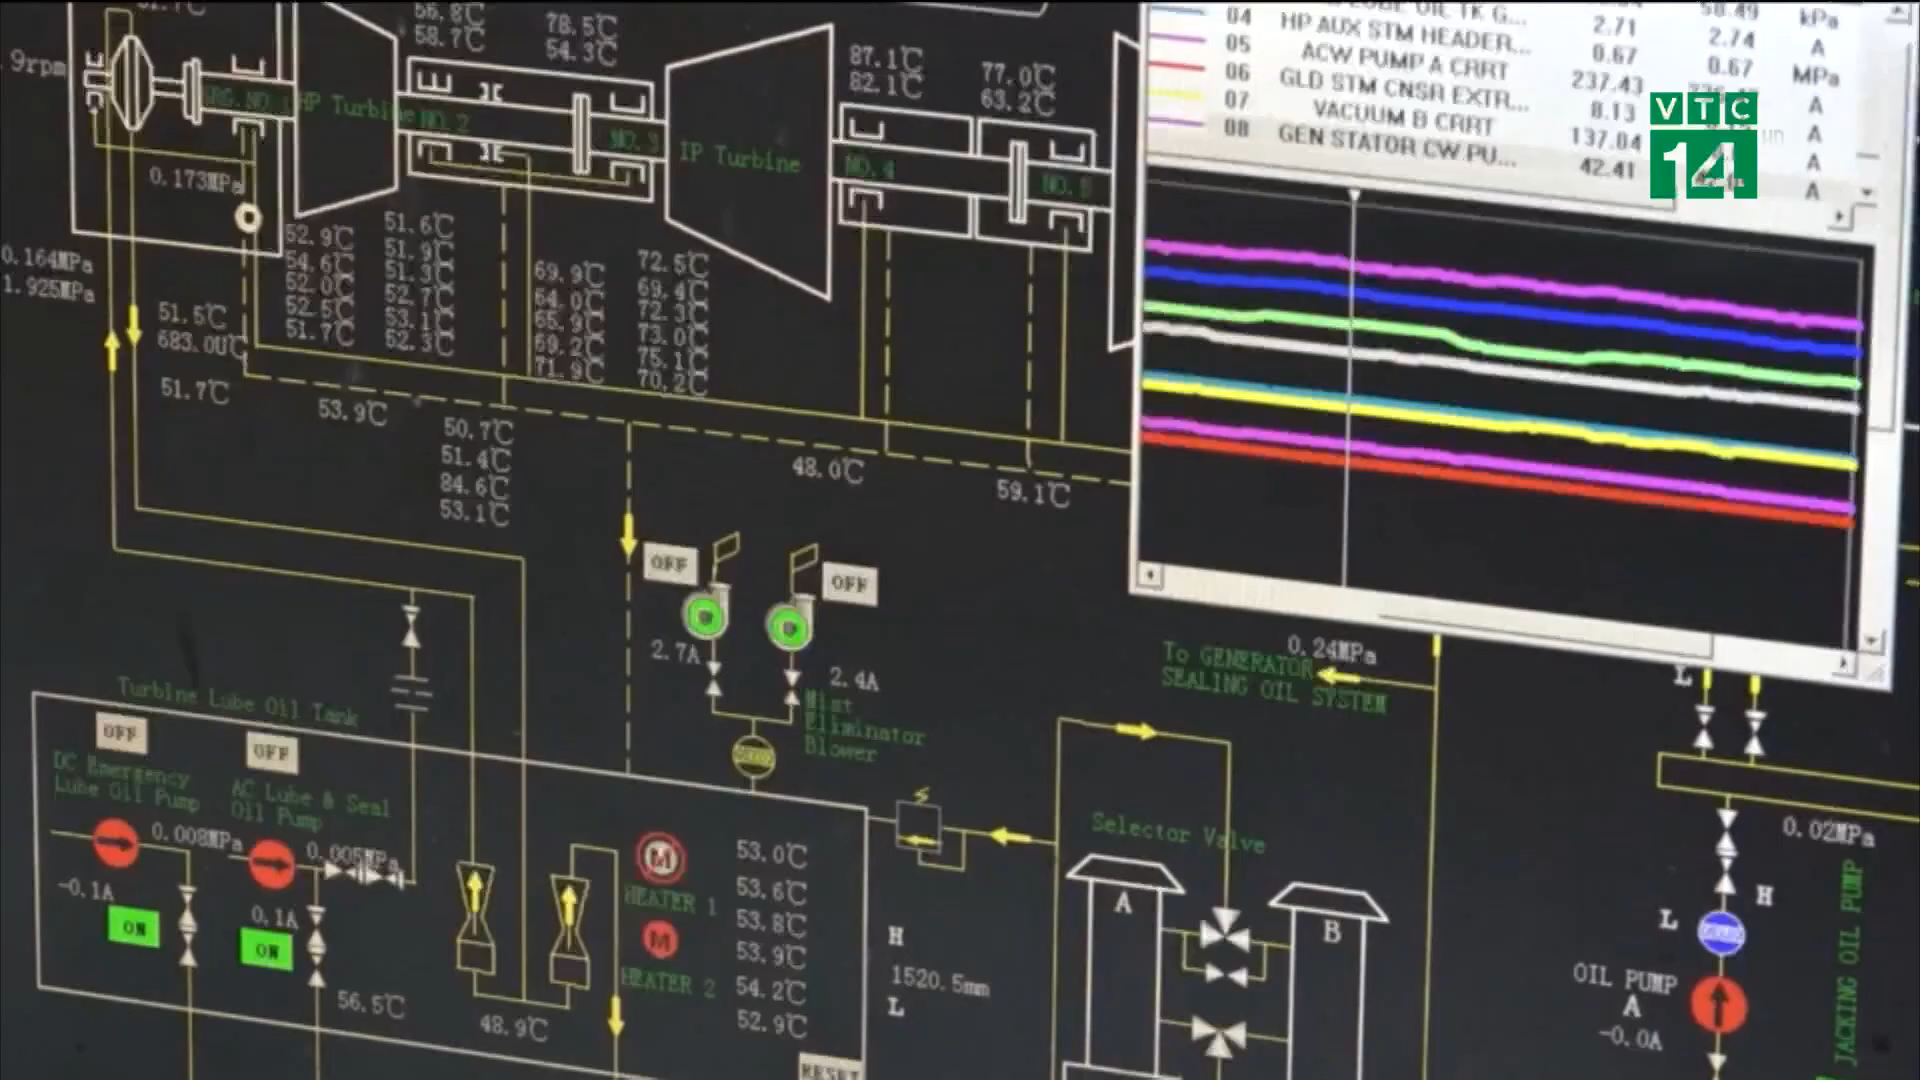 9rpm
BRG.NO.1
HP Turbine
NO.2
56.8℃
58.7℃
78.5℃
54.3℃
NO.3
IP Turbine
87.1℃
82.1℃
77.0℃
63.2℃
NO.4
NO.5
LUBE OIL TK G... 58.49 kPa
04 HP AUX STM HEADER... 2.71 2.74 A
05 ACW PUMP A CRRT 0.67 0.67 MPa
06 GLD STM CNSR EXTR... 237.43 A
07 VACUUM B CRRT 8.13 A
08 GEN STATOR CW PU... 137.04 A
42.41 A
VTC
14
0.173MPa
0.164MPa
1.925MPa
52.9℃
54.6℃
52.0℃
52.5℃
51.7℃
51.6℃
51.9℃
51.3℃
52.7℃
53.1℃
52.3℃
69.9℃
64.0℃
65.9℃
69.2℃
71.9℃
72.5℃
69.4℃
72.3℃
73.0℃
75.1℃
70.2℃
51.5℃
683.0U℃
51.7℃
53.9℃
50.7℃
51.4℃
84.6℃
53.1℃
48.0℃
59.1℃
OFF
OFF
2.7A
2.4A
Mist
Eliminator
Blower
To GENERATOR
SEALING OIL SYSTEM
0.24MPa
L
Turbine Lube Oil Tank
OFF
OFF
DC Emergency
Lube Oil Pump
AC Lube & Seal
Oil Pump
0.008MPa
0.005MPa
-0.1A
0.1A
ON
ON
56.5℃
48.9℃
M
HEATER 1
M
HEATER 2
53.0℃
53.6℃
53.8℃
53.9℃
54.2℃
52.9℃
RESET
H
1520.5mm
L
Selector Valve
A
B
0.02MPa
H
L
OIL PUMP
A
-0.0A
JACKING OIL PUMP